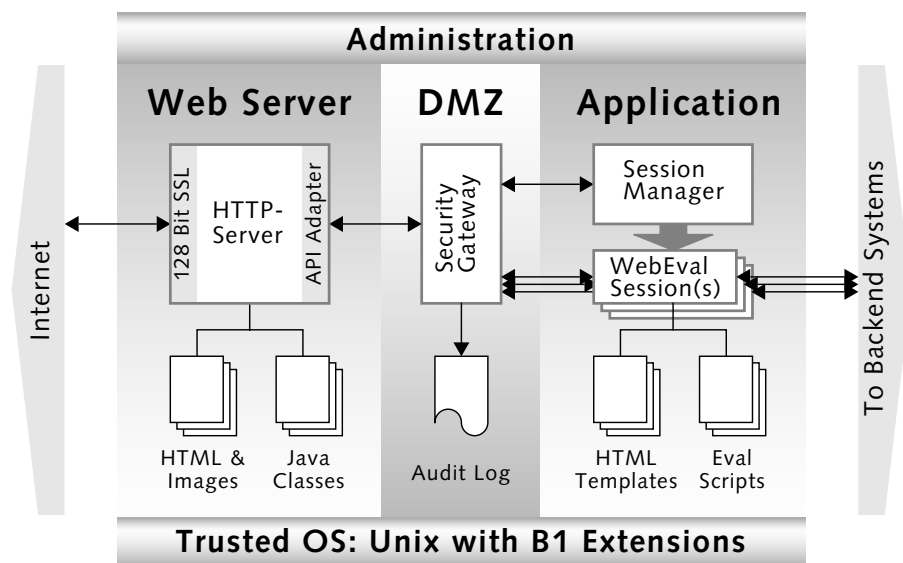 Administration
Web Server
DMZ
Application
Internet
128 Bit SSL
HTTP-
Server
API Adapter
Security
Gateway
Session
Manager
WebEval
Session(s)
To Backend Systems
HTML &
Images
Java
Classes
Audit Log
HTML
Templates
Eval
Scripts
Trusted OS: Unix with B1 Extensions